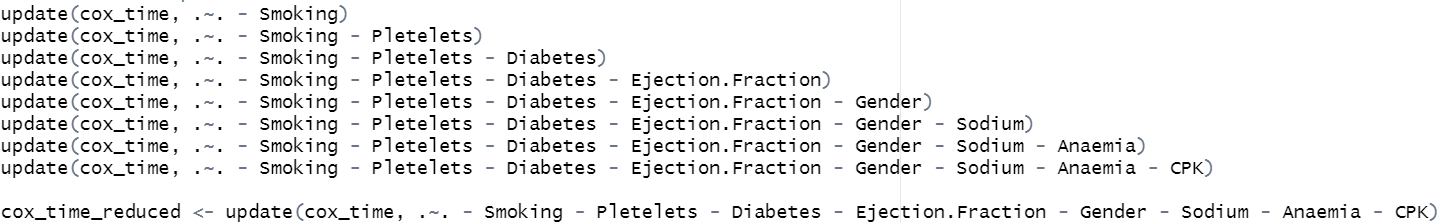 update(cox_time, .~. - Smoking)
update(cox_time, .~. - Smoking - Pletelets)
update(cox_time, .~. - Smoking - Pletelets - Diabetes)
update(cox_time, .~. - Smoking - Pletelets - Diabetes - Ejection.Fraction)
update(cox_time, .~. - Smoking - Pletelets - Diabetes - Ejection.Fraction - Gender)
update(cox_time, .~. - Smoking - Pletelets - Diabetes - Ejection.Fraction - Gender - Sodium)
update(cox_time, .~. - Smoking - Pletelets - Diabetes - Ejection.Fraction - Gender - Sodium - Anaemia)
update(cox_time, .~. - Smoking - Pletelets - Diabetes - Ejection.Fraction - Gender - Sodium - Anaemia - CPK)
cox_time_reduced <- update(cox_time, .~. - Smoking - Pletelets - Diabetes - Ejection.Fraction - Gender - Sodium - Anaemia - CPK)